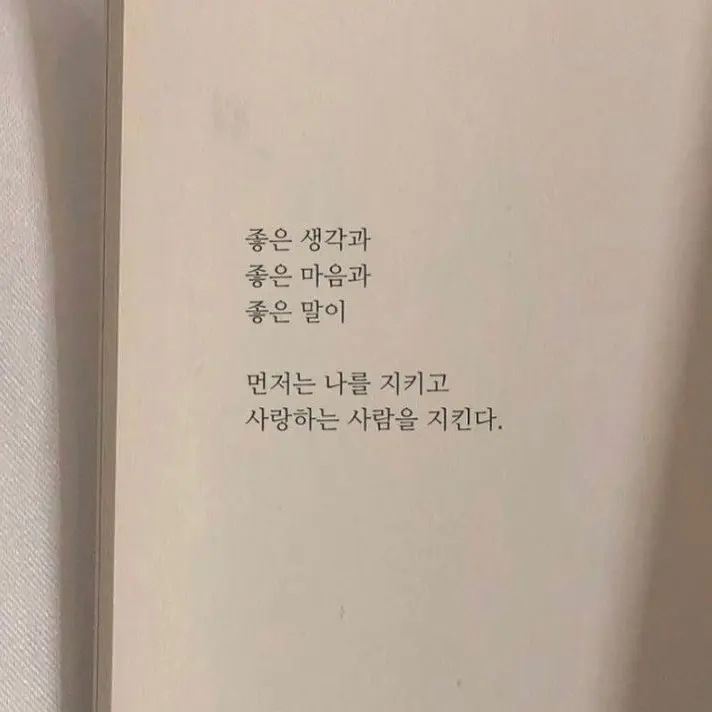 좋은 생각과
좋은 마음과
좋은 말이
먼저는 나를 지키고
사랑하는 사람을 지킨다.